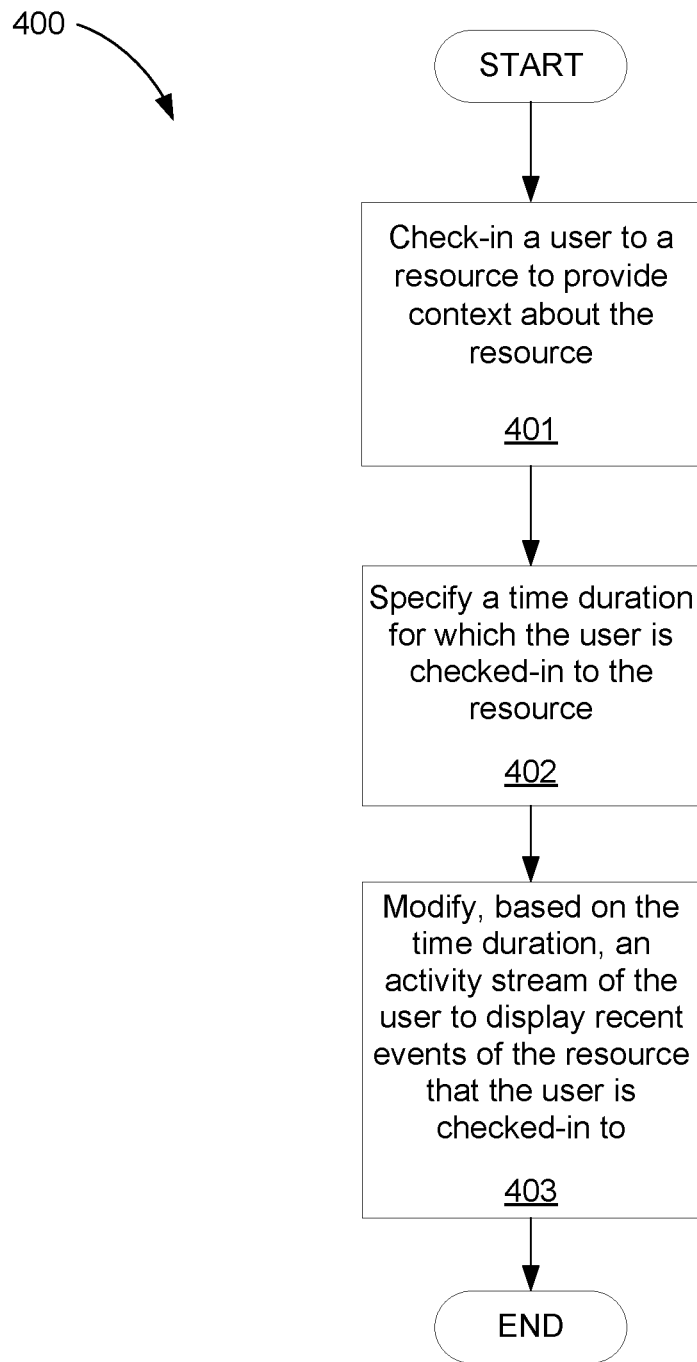 400
START
Check-in a user to a
resource to provide
context about the
resource
401
Specify a time duration
for which the user is
checked-in to the
resource
402
Modify, based on the
time duration, an
activity stream of the
user to display recent
events of the resource
that the user is
checked-in to
403
END